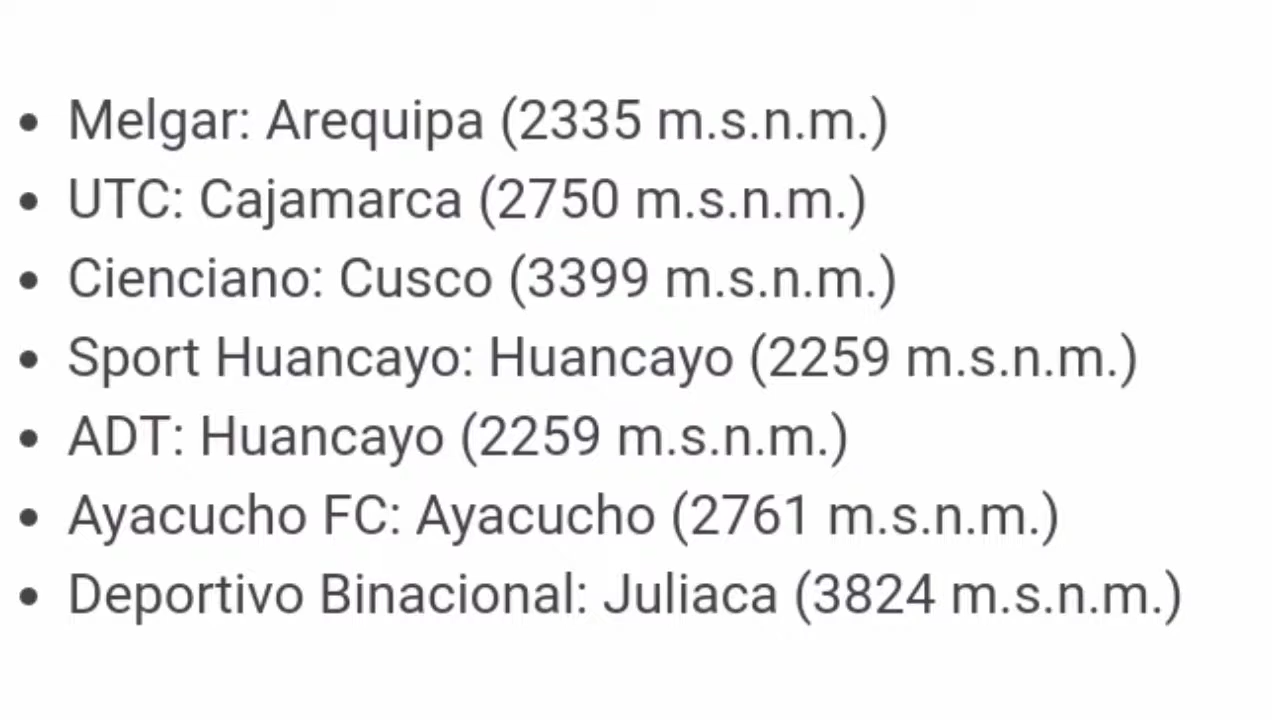 • Melgar: Arequipa (2335 m.s.n.m.)
• UTC: Cajamarca (2750 m.s.n.m.)
• Cienciano: Cusco (3399 m.s.n.m.)
• Sport Huancayo: Huancayo (2259 m.s.n.m.)
• ADT: Huancayo (2259 m.s.n.m.)
• Ayacucho FC: Ayacucho (2761 m.s.n.m.)
• Deportivo Binacional: Juliaca (3824 m.s.n.m.)